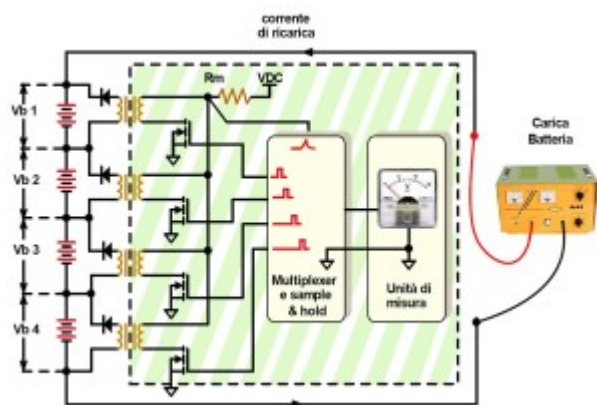 corrente
di ricarica
Rm
VDC
Vb 1
Vb 2
Vb 3
Vb 4
Multiplexer
e sample
& hold
Unità di
misura
Carica
Batteria